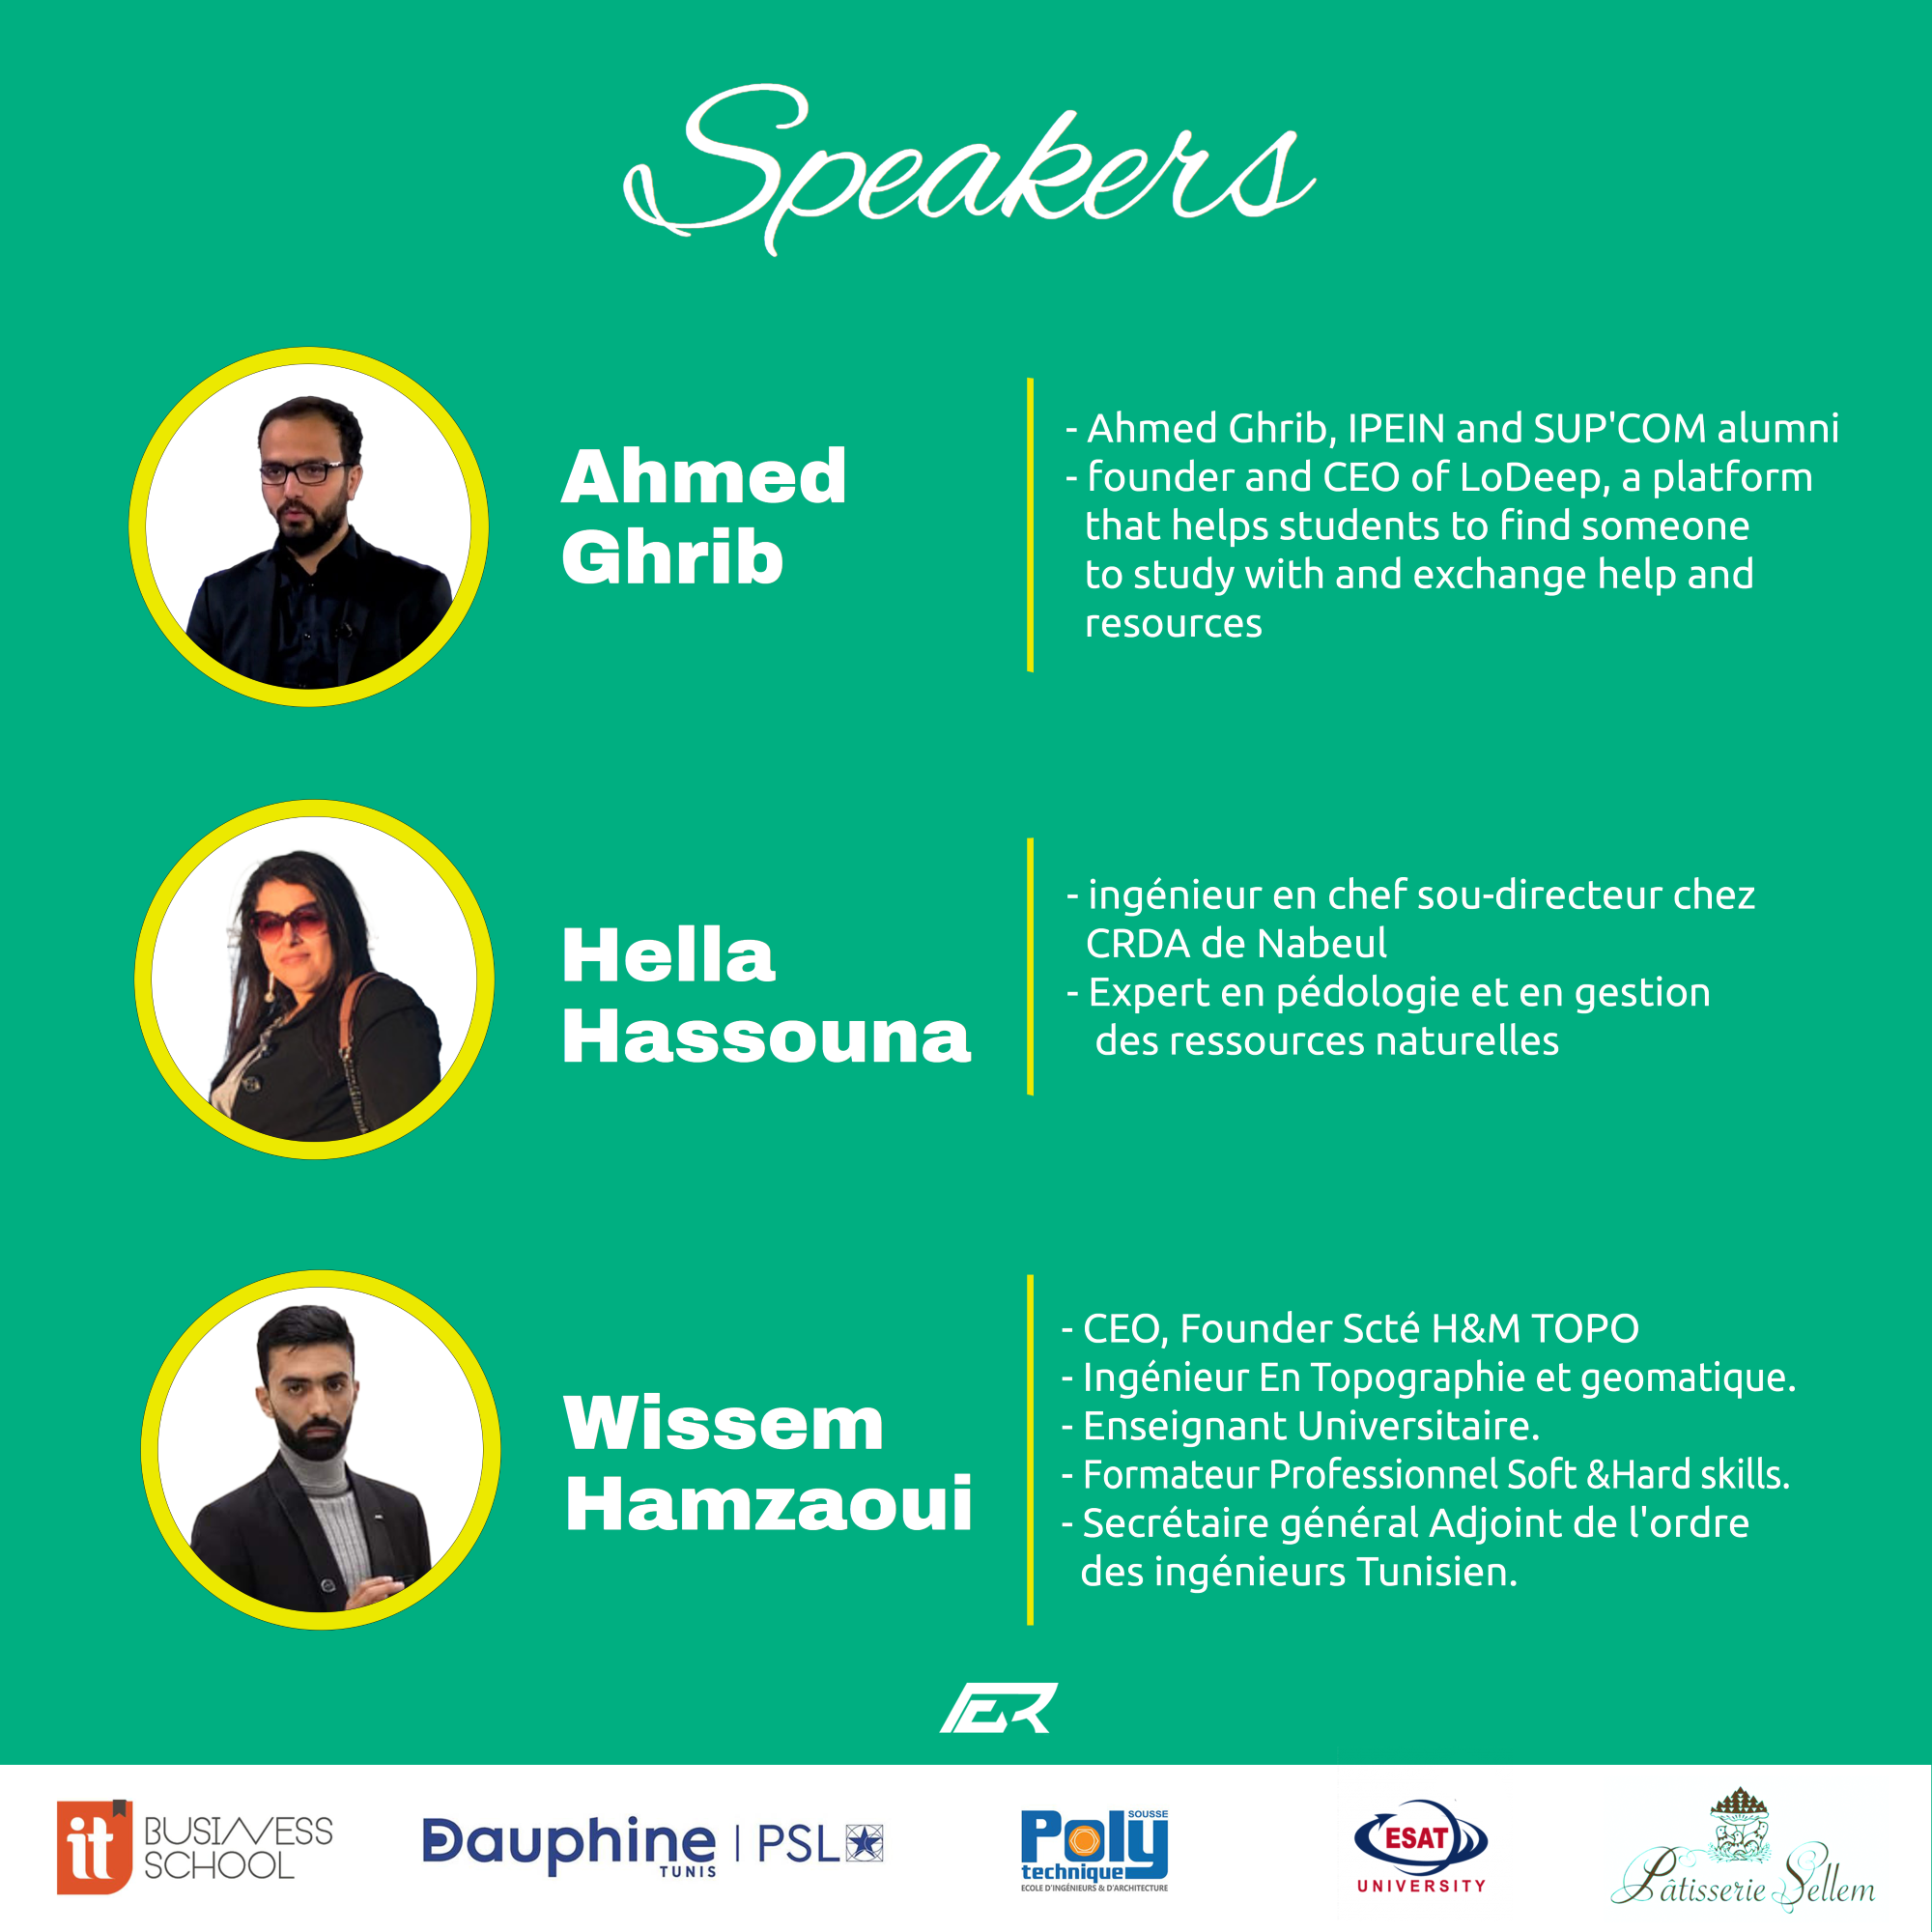 Speakers
Ahmed
Ghrib
- Ahmed Ghrib, IPEIN and SUP'COM alumni
- founder and CEO of LoDeep, a platform
that helps students to find someone
to study with and exchange help and
resources
Hella
Hassouna
- ingénieur en chef sou-directeur chez
CRDA de Nabeul
- Expert en pédologie et en gestion
des ressources naturelles
Wissem
Hamzaoui
- CEO, Founder Scté H&M TOPO
- Ingénieur En Topographie et geomatique.
- Enseignant Universitaire.
- Formateur Professionnel Soft &Hard skills.
- Secrétaire général Adjoint de l'ordre
des ingénieurs Tunisien.
it BUSINESS
SCHOOL
Dauphine | PSL
TUNIS
SOUSSE
Poly
technique
ECOLE D'INGÉNIEURS & D'ARCHITECTURE
ESAT
UNIVERSITY
Pâtisserie Sellem